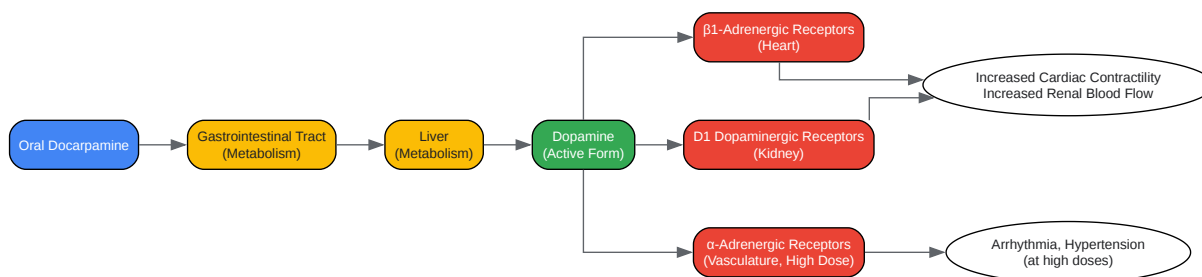 Oral Docarpamine
Gastrointestinal Tract
(Metabolism)
Liver
(Metabolism)
Dopamine
(Active Form)
β1-Adrenergic Receptors
(Heart)
D1 Dopaminergic Receptors
(Kidney)
α-Adrenergic Receptors
(Vasculature, High Dose)
Increased Cardiac Contractility
Increased Renal Blood Flow
Arrhythmia, Hypertension
(at high doses)